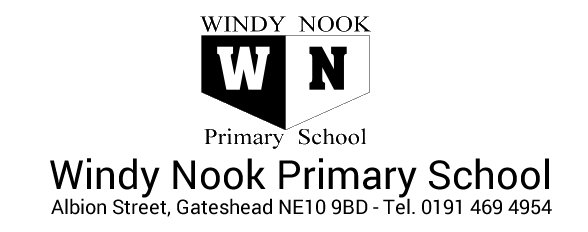 WINDY NOOK
W N
Primary School
Windy Nook Primary School
Albion Street, Gateshead NE10 9BD - Tel. 0191 469 4954